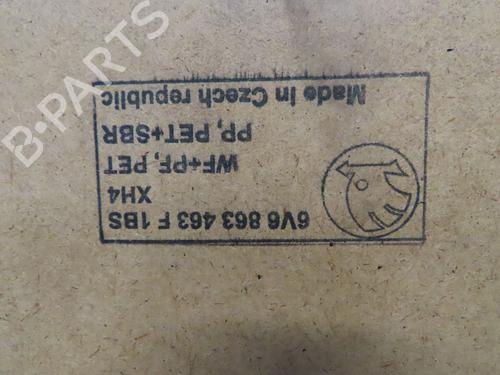 6V6 863 463 F 1BS
XH4
WF+PF, PET
PP, PET+SBR
Made in Czech republic
B-PARTS